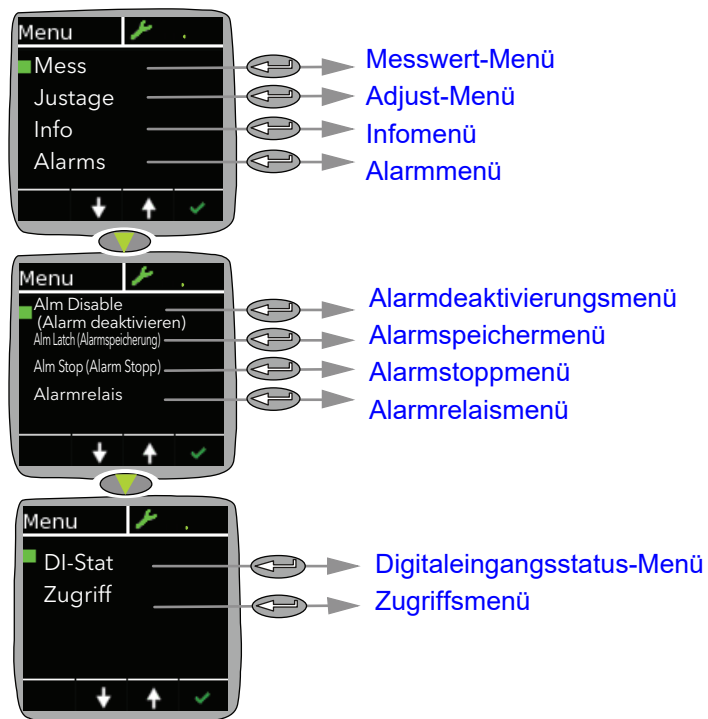 Menu
Mess Messwert-Menü
Justage Adjust-Menü
Info Infomenü
Alarms Alarmmenü
Menu
Alm Disable
(Alarm deaktivieren) Alarmdeaktivierungsmenü
Alm Latch (Alarmspeicherung) Alarmspeichermenü
Alm Stop (Alarm Stopp) Alarmstoppmenü
Alarmrelais Alarmrelaismenü
Menu
DI-Stat Digitaleingangsstatus-Menü
Zugriff Zugriffsmenü